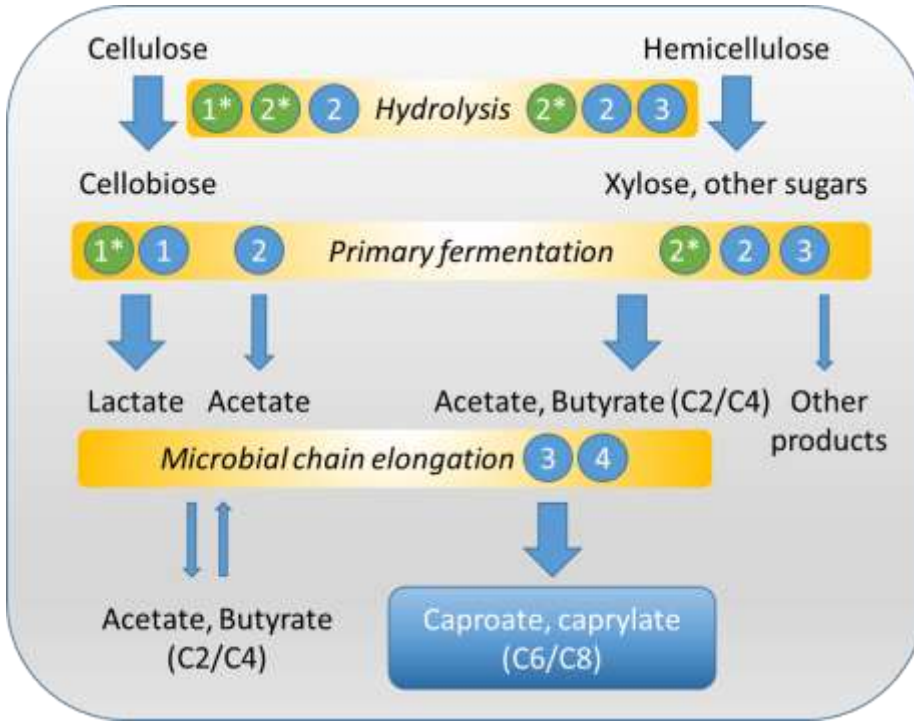 Cellulose Hemicellulose
1* 2* 2 Hydrolysis 2* 2 3
Cellobiose Xylose, other sugars
1* 1 2 Primary fermentation 2* 2 3
Lactate Acetate Acetate, Butyrate (C2/C4) Other
products
Microbial chain elongation 3 4
Acetate, Butyrate Caproate, caprylate
(C2/C4) (C6/C8)